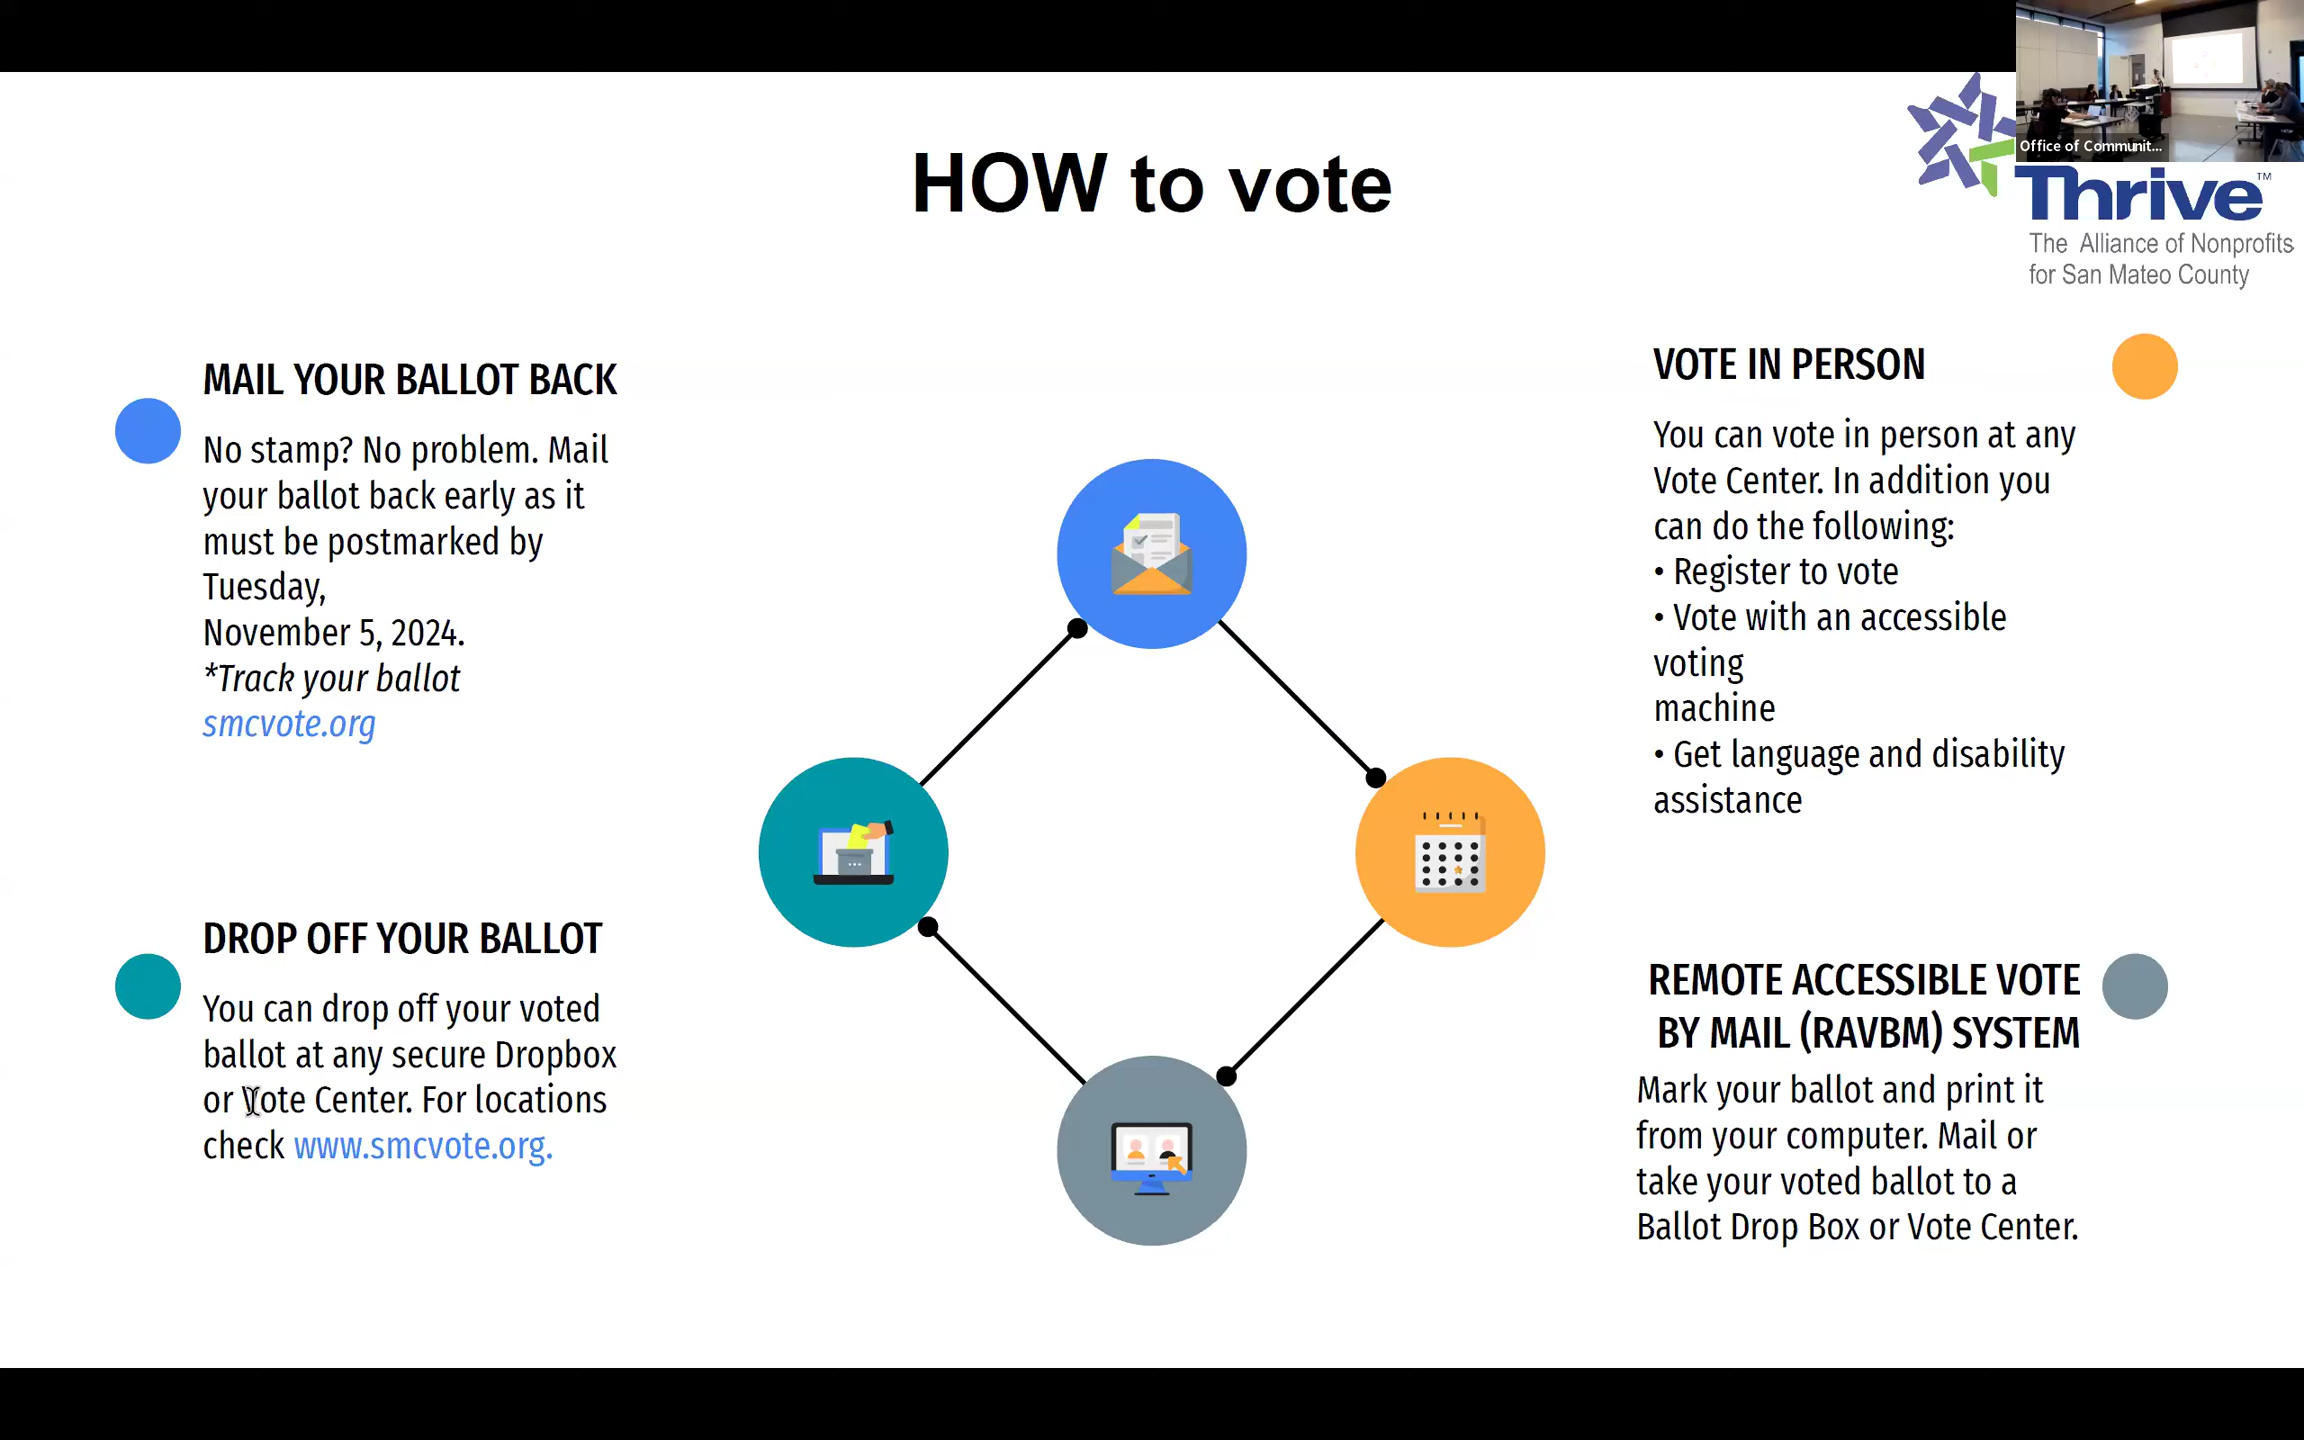 HOW to vote
Office of Communit...
Thrive™
The Alliance of Nonprofits
for San Mateo County
MAIL YOUR BALLOT BACK
No stamp? No problem. Mail
your ballot back early as it
must be postmarked by
Tuesday,
November 5, 2024.
*Track your ballot
smcvote.org
DROP OFF YOUR BALLOT
You can drop off your voted
ballot at any secure Dropbox
or Vote Center. For locations
check www.smcvote.org.
VOTE IN PERSON
You can vote in person at any
Vote Center. In addition you
can do the following:
• Register to vote
• Vote with an accessible
voting
machine
• Get language and disability
assistance
REMOTE ACCESSIBLE VOTE
BY MAIL (RAVBM) SYSTEM
Mark your ballot and print it
from your computer. Mail or
take your voted ballot to a
Ballot Drop Box or Vote Center.